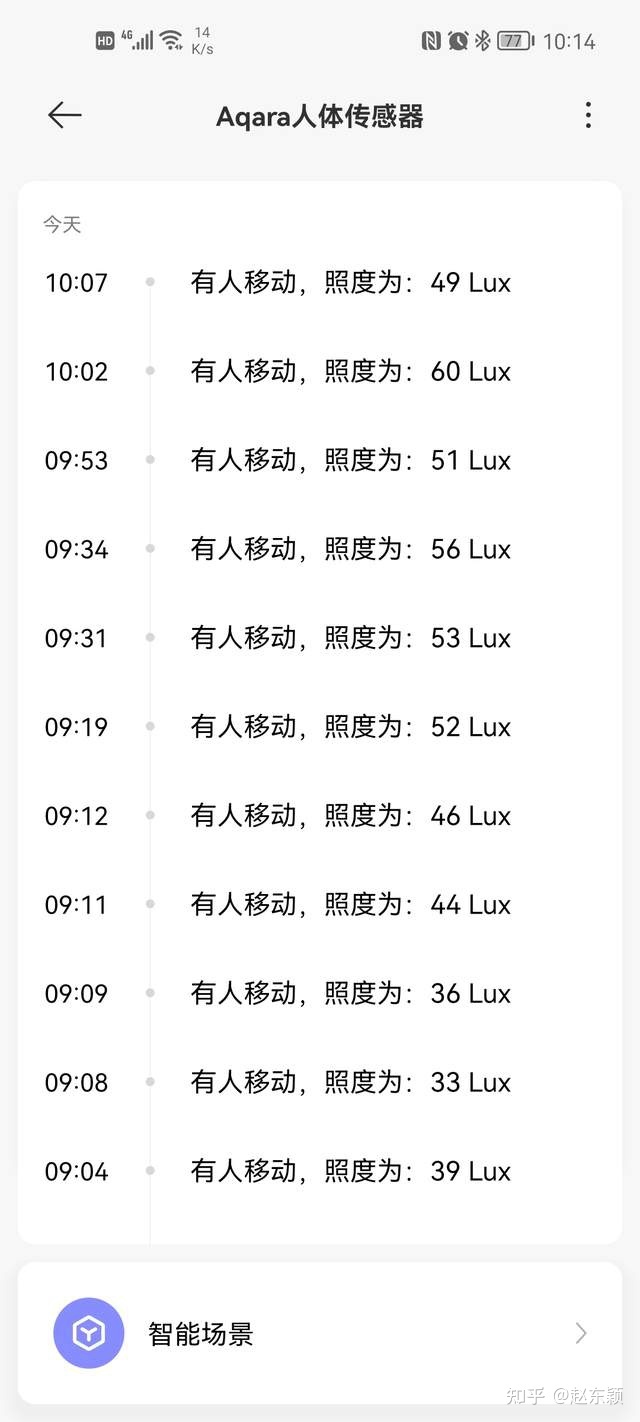 HD 4G 14 K/s 77 10:14
Aqara人体传感器
今天
10:07 有人移动，照度为：49 Lux
10:02 有人移动，照度为：60 Lux
09:53 有人移动，照度为：51 Lux
09:34 有人移动，照度为：56 Lux
09:31 有人移动，照度为：53 Lux
09:19 有人移动，照度为：52 Lux
09:12 有人移动，照度为：46 Lux
09:11 有人移动，照度为：44 Lux
09:09 有人移动，照度为：36 Lux
09:08 有人移动，照度为：33 Lux
09:04 有人移动，照度为：39 Lux
智能场景
知乎 @赵东颖